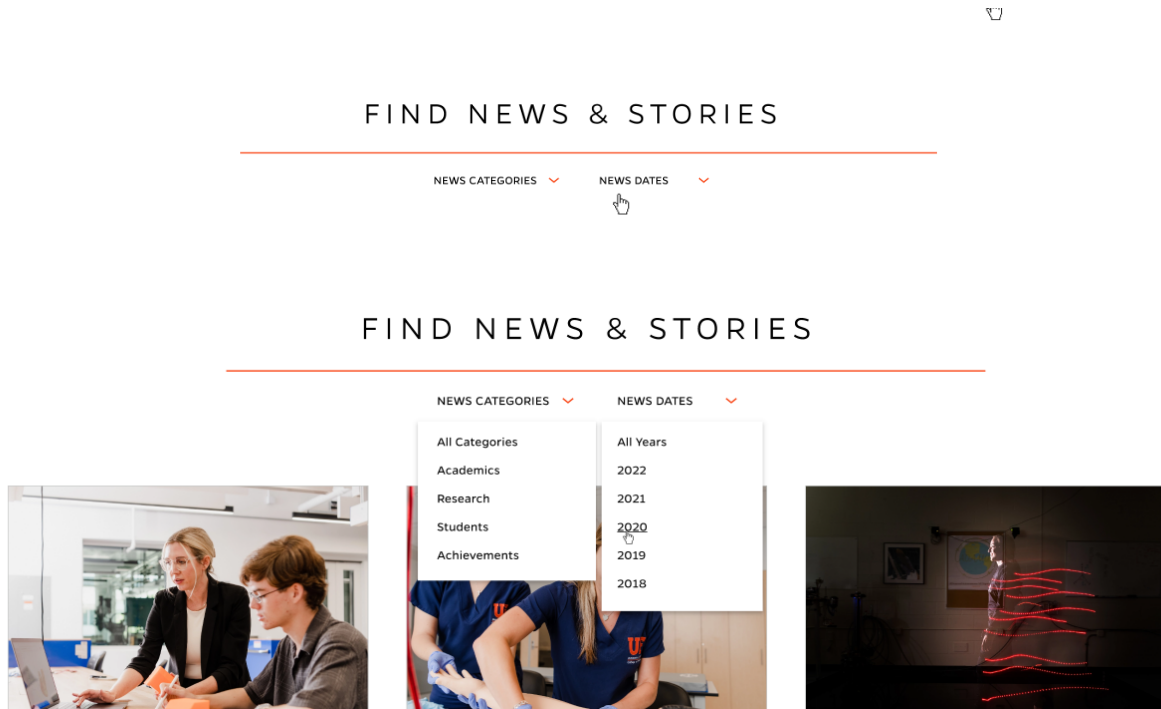 FIND NEWS & STORIES
NEWS CATEGORIES NEWS DATES
FIND NEWS & STORIES
NEWS CATEGORIES NEWS DATES
All Categories All Years
Academics 2022
Research 2021
Students 2020
Achievements 2019
2018